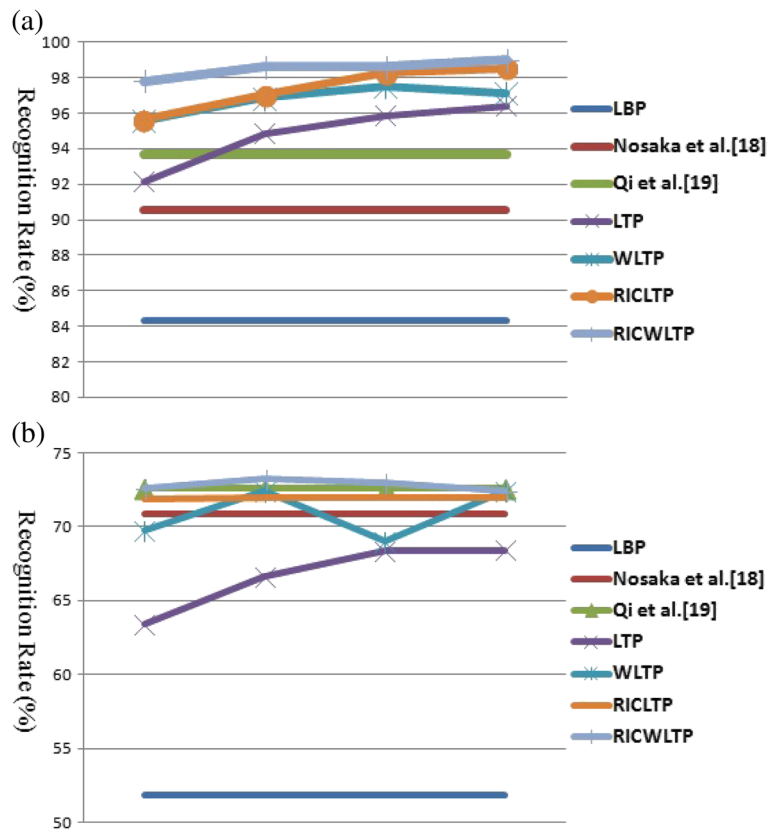 (a)
Recognition Rate (%)
100
98
96
94
92
90
88
86
84
82
80
LBP
Nosaka et al.[18]
Qi et al.[19]
LTP
WLTP
RICLTP
RICWLTP
(b)
Recognition Rate (%)
75
70
65
60
55
50
LBP
Nosaka et al.[18]
Qi et al.[19]
LTP
WLTP
RICLTP
RICWLTP